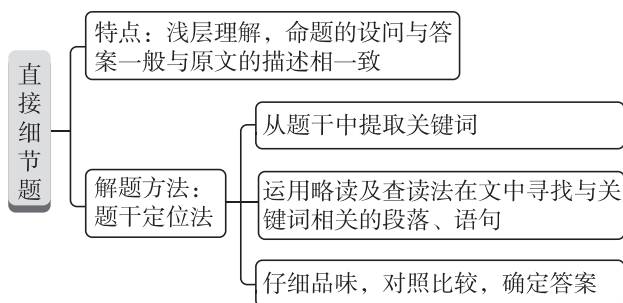 直接细节题
特点：浅层理解，命题的设问与答
案一般与原文的描述相一致
解题方法：
题干定位法
从题干中提取关键词
运用略读及查读法在文中寻找与关
键词相关的段落、语句
仔细品味，对照比较，确定答案